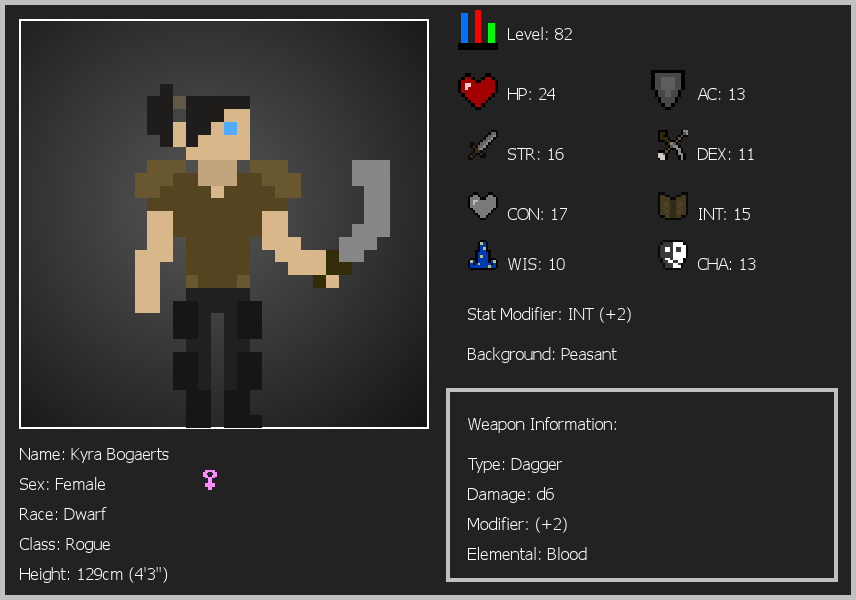 Level: 82
HP: 24
AC: 13
STR: 16
DEX: 11
CON: 17
INT: 15
WIS: 10
CHA: 13
Stat Modifier: INT (+2)
Background: Peasant
Weapon Information:
Type: Dagger
Damage: d6
Modifier: (+2)
Elemental: Blood
Name: Kyra Bogaerts
Sex: Female
Race: Dwarf
Class: Rogue
Height: 129cm (4'3")